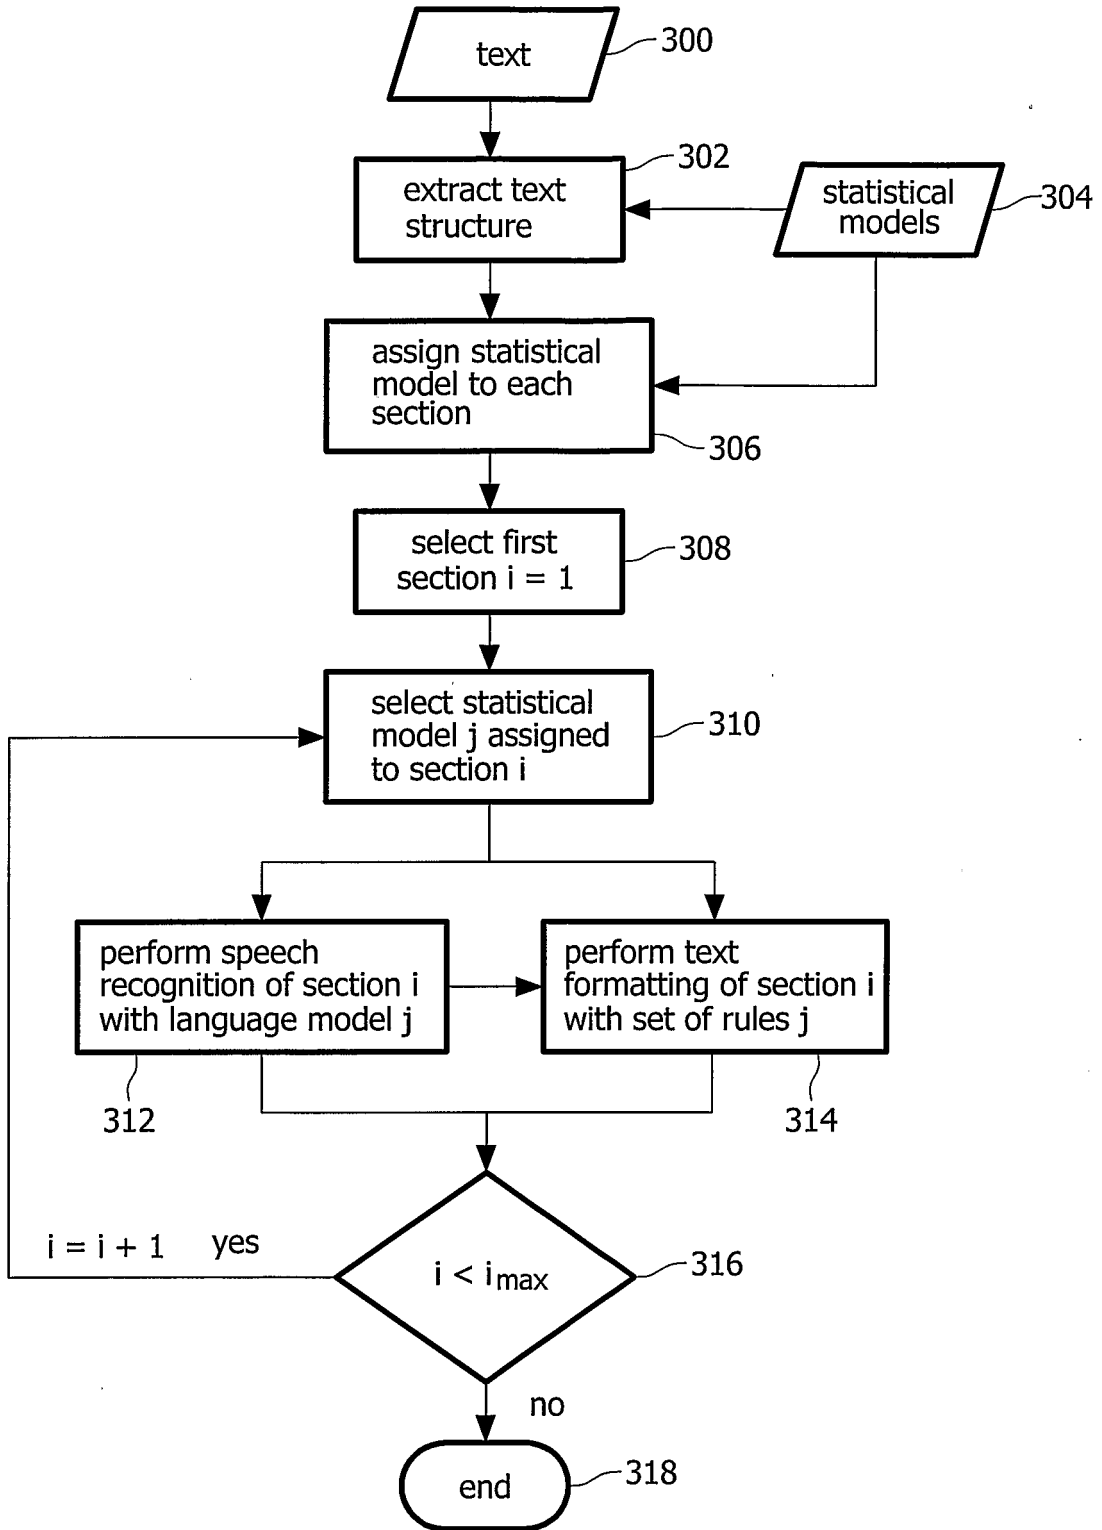 text
300
302
extract text
structure
statistical
models
304
assign statistical
model to each
section
306
select first
section i = 1
308
select statistical
model j assigned
to section i
310
perform speech
recognition of section i
with language model j
312
perform text
formatting of section i
with set of rules j
314
i = i + 1 yes
i < imax
316
no
end
318